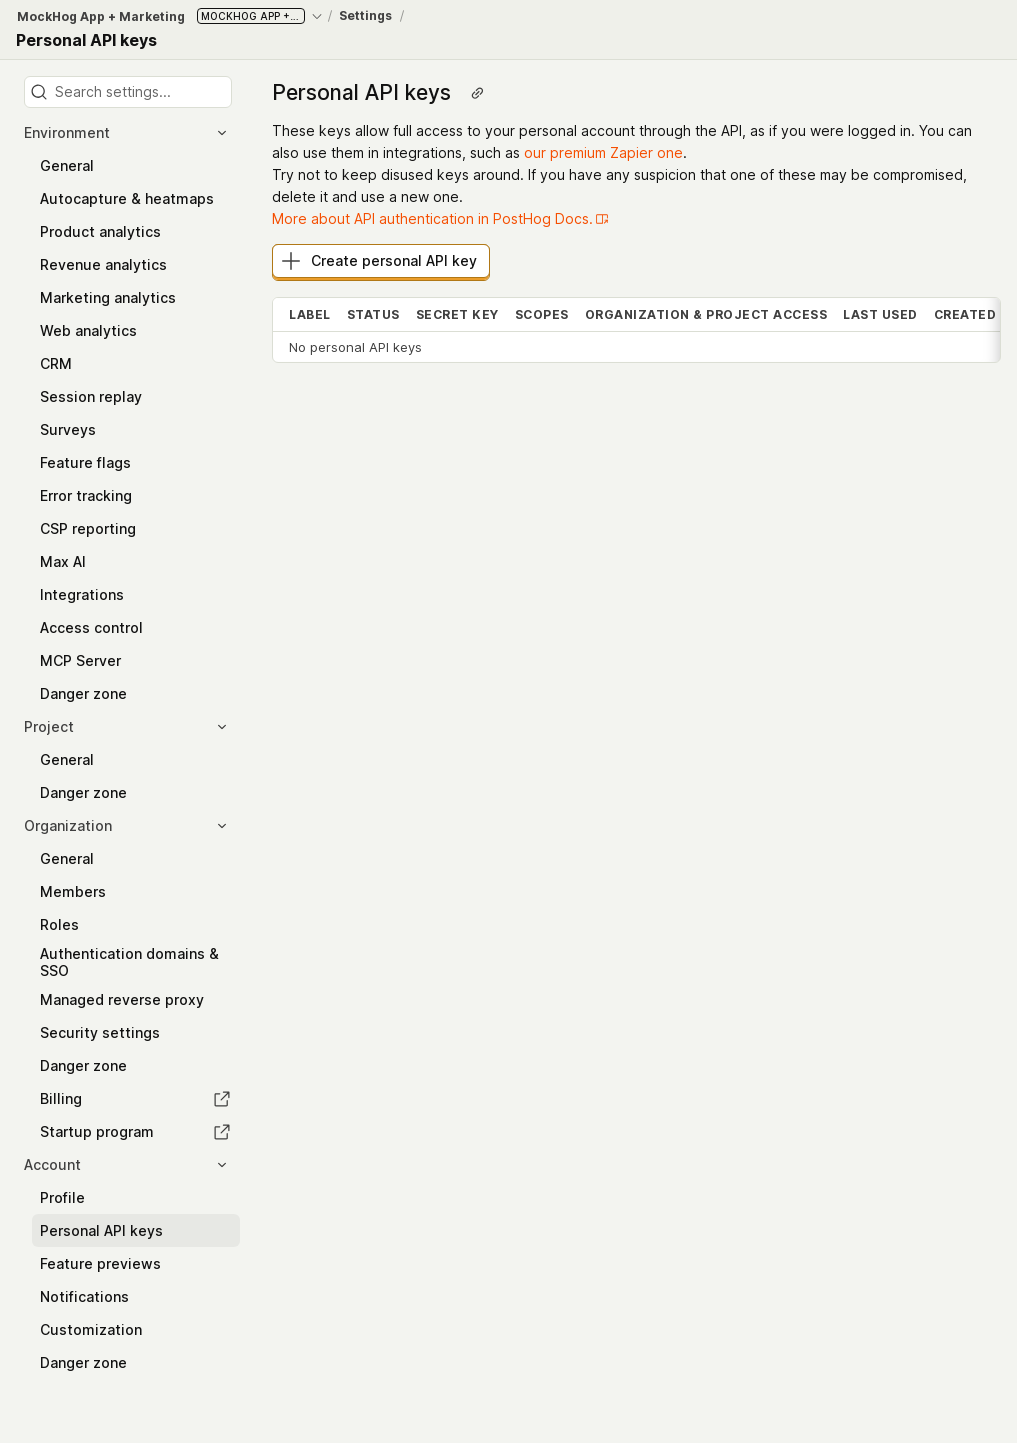 MockHog App + Marketing MOCKHOG APP +... / Settings /
Personal API keys
Search settings...
Environment
General
Autocapture & heatmaps
Product analytics
Revenue analytics
Marketing analytics
Web analytics
CRM
Session replay
Surveys
Feature flags
Error tracking
CSP reporting
Max AI
Integrations
Access control
MCP Server
Danger zone
Project
General
Danger zone
Organization
General
Members
Roles
Authentication domains &
SSO
Managed reverse proxy
Security settings
Danger zone
Billing
Startup program
Account
Profile
Personal API keys
Feature previews
Notifications
Customization
Danger zone
Personal API keys
These keys allow full access to your personal account through the API, as if you were logged in. You can
also use them in integrations, such as our premium Zapier one.
Try not to keep disused keys around. If you have any suspicion that one of these may be compromised,
delete it and use a new one.
More about API authentication in PostHog Docs.
Create personal API key
LABEL STATUS SECRET KEY SCOPES ORGANIZATION & PROJECT ACCESS LAST USED CREATED
No personal API keys